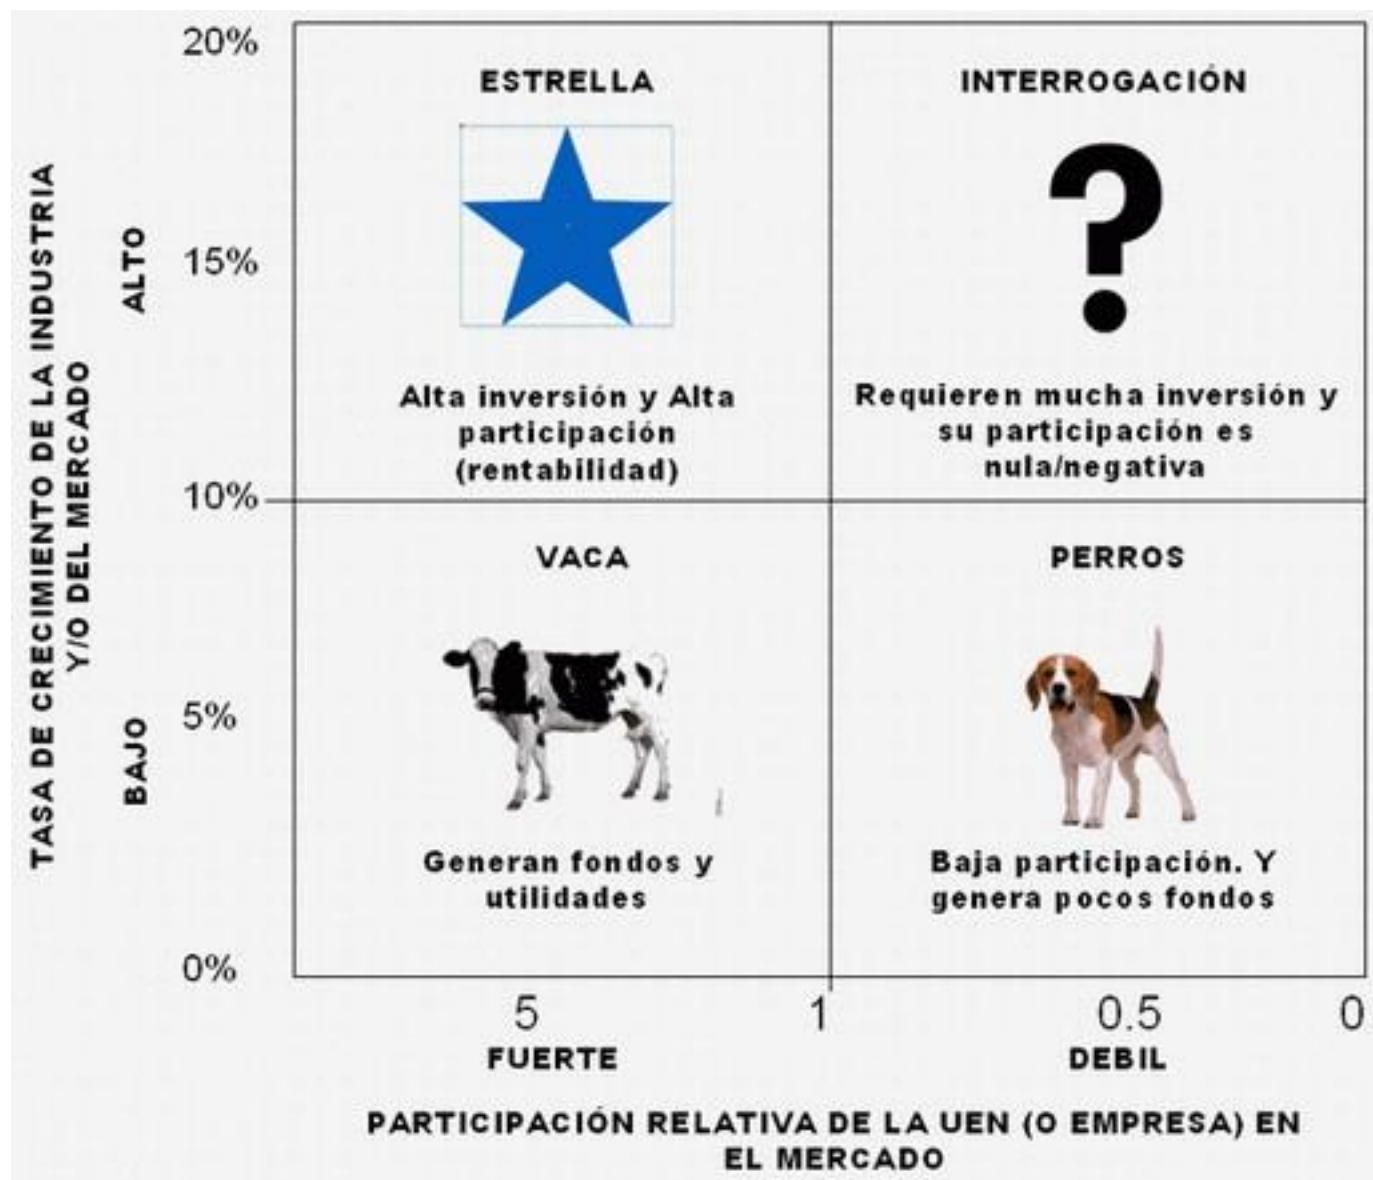 20%
ESTRELLA
INTERROGACIÓN
TASA DE CRECIMIENTO DE LA INDUSTRIA
Y/O DEL MERCADO
ALTO
15%
?
Alta inversión y Alta
participación
(rentabilidad)
Requieren mucha inversión y
su participación es
nula/negativa
10%
VACA
PERROS
BAJO
5%
Generan fondos y
utilidades
Baja participación. Y
genera pocos fondos
0%
5
1
0.5
0
FUERTE
DEBIL
PARTICIPACIÓN RELATIVA DE LA UEN (O EMPRESA) EN
EL MERCADO